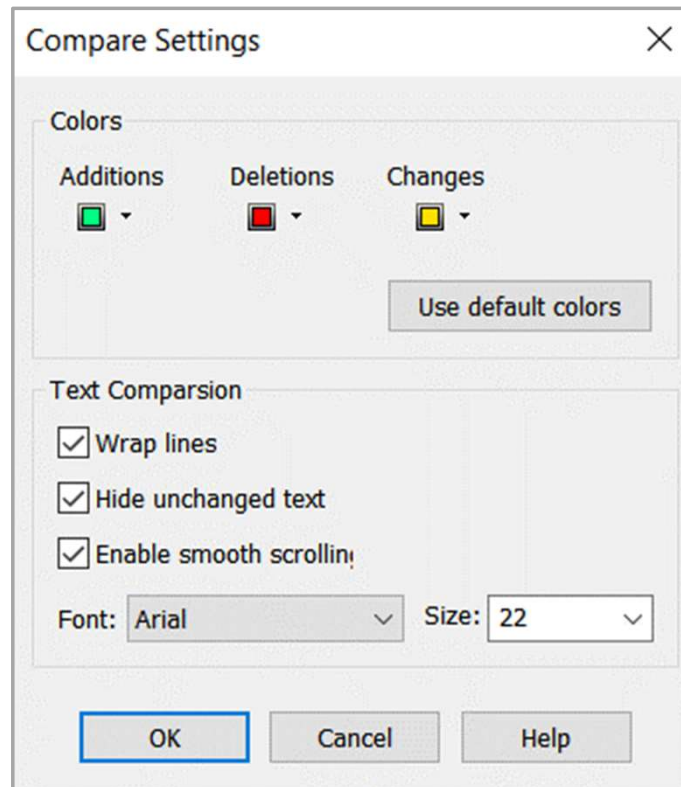 Compare Settings
Colors
Additions Deletions Changes
Use default colors
Text Comparsion
Wrap lines
Hide unchanged text
Enable smooth scrolling
Font: Arial Size: 22
OK Cancel Help